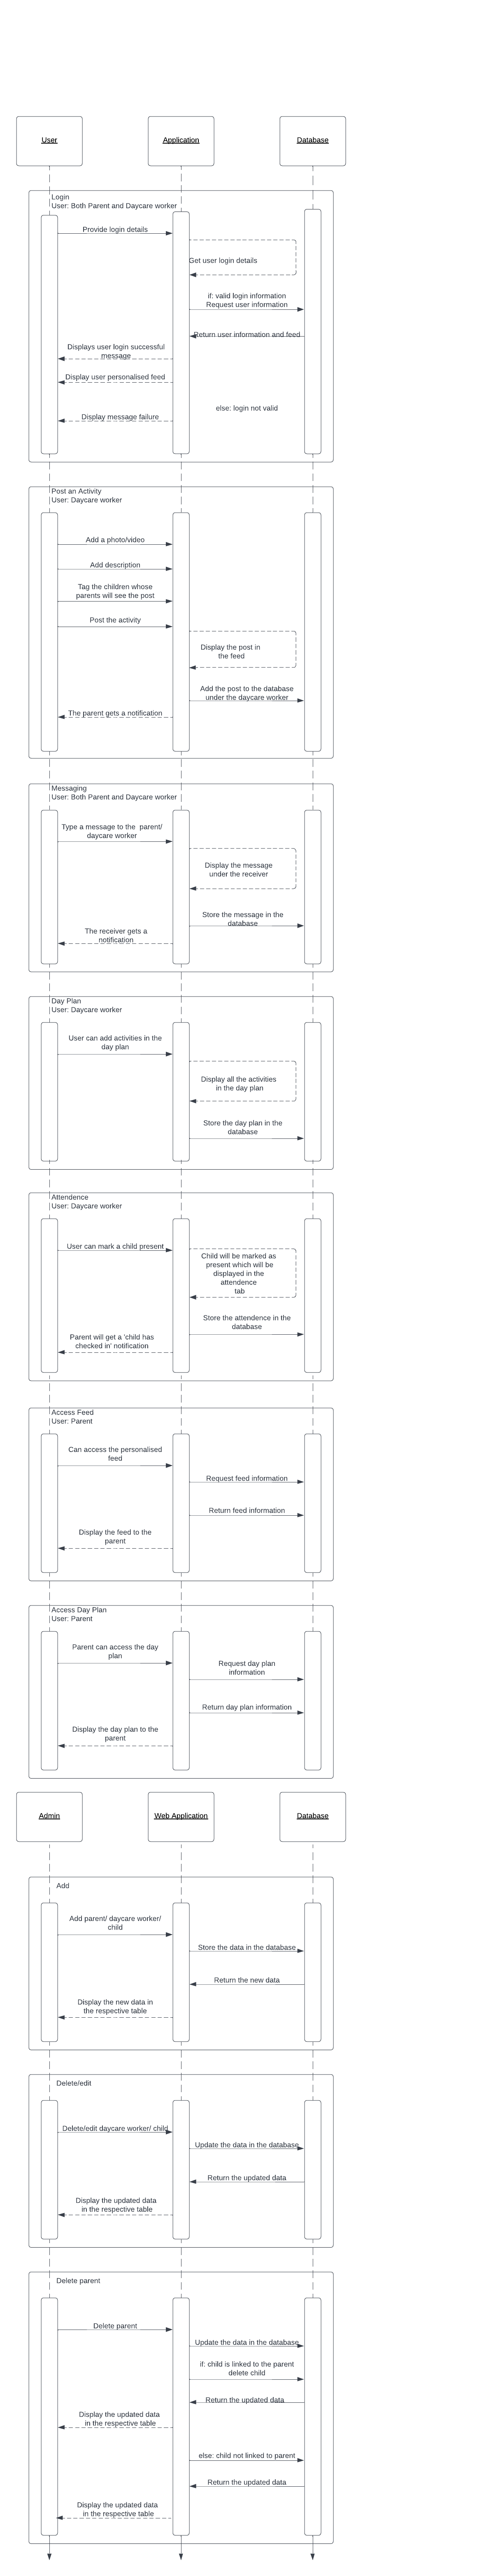 User
Application
Database
Login
User: Both Parent and Daycare worker
Provide login details
Get user login details
if: valid login information
Request user information
Return user information and feed
Displays user login successful
message
Display user personalised feed
else: login not valid
Display message failure
Post an Activity
User: Daycare worker
Add a photo/video
Add description
Tag the children whose
parents will see the post
Post the activity
Display the post in
the feed
Add the post to the database
under the daycare worker
The parent gets a notification
Messaging
User: Both Parent and Daycare worker
Type a message to the parent/
daycare worker
Display the message
under the receiver
Store the message in the
database
The receiver gets a
notification
Day Plan
User: Daycare worker
User can add activities in the
day plan
Display all the activities
in the day plan
Store the day plan in the
database
Attendence
User: Daycare worker
User can mark a child present
Child will be marked as
present which will be
displayed in the
attendence
tab
Store the attendence in the
database
Parent will get a 'child has
checked in' notification
Access Feed
User: Parent
Can access the personalised
feed
Request feed information
Return feed information
Display the feed to the
parent
Access Day Plan
User: Parent
Parent can access the day
plan
Request day plan
information
Return day plan information
Display the day plan to the
parent
Admin
Web Application
Database
Add
Add parent/ daycare worker/
child
Store the data in the database
Return the new data
Display the new data in
the respective table
Delete/edit
Delete/edit daycare worker/ child
Update the data in the database
Return the updated data
Display the updated data
in the respective table
Delete parent
Delete parent
Update the data in the database
if: child is linked to the parent
delete child
Return the updated data
Display the updated data
in the respective table
else: child not linked to parent
Return the updated data
Display the updated data
in the respective table